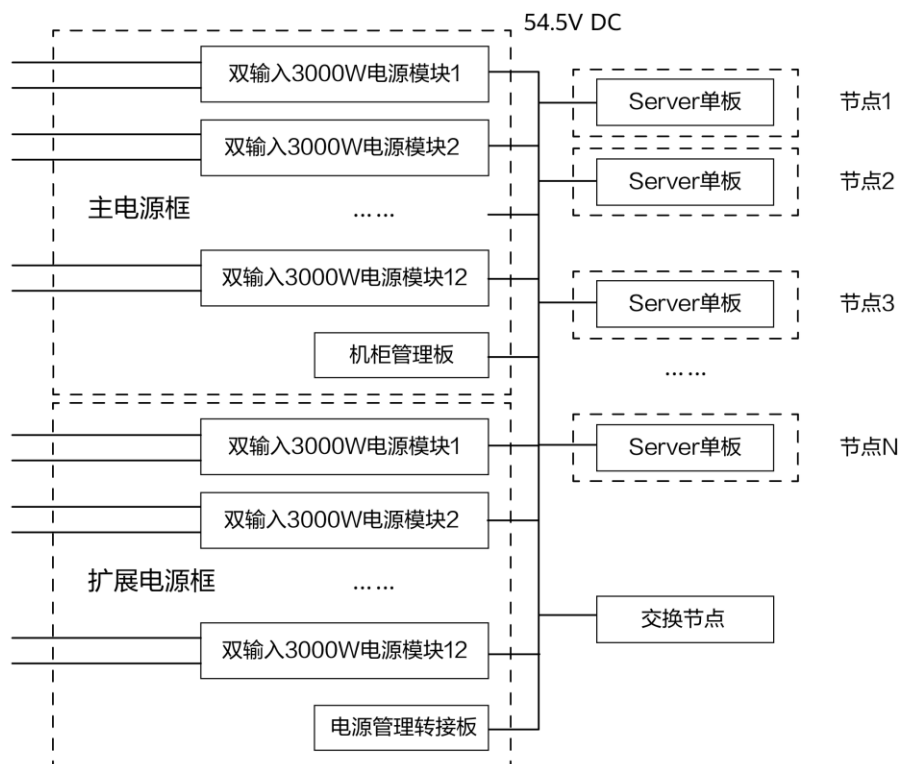 54.5V DC
双输入3000W电源模块1
Server单板
节点1
双输入3000W电源模块2
Server单板
节点2
主电源框
……
双输入3000W电源模块12
Server单板
节点3
机柜管理板
……
双输入3000W电源模块1
Server单板
节点N
双输入3000W电源模块2
扩展电源框
……
双输入3000W电源模块12
交换节点
电源管理转接板